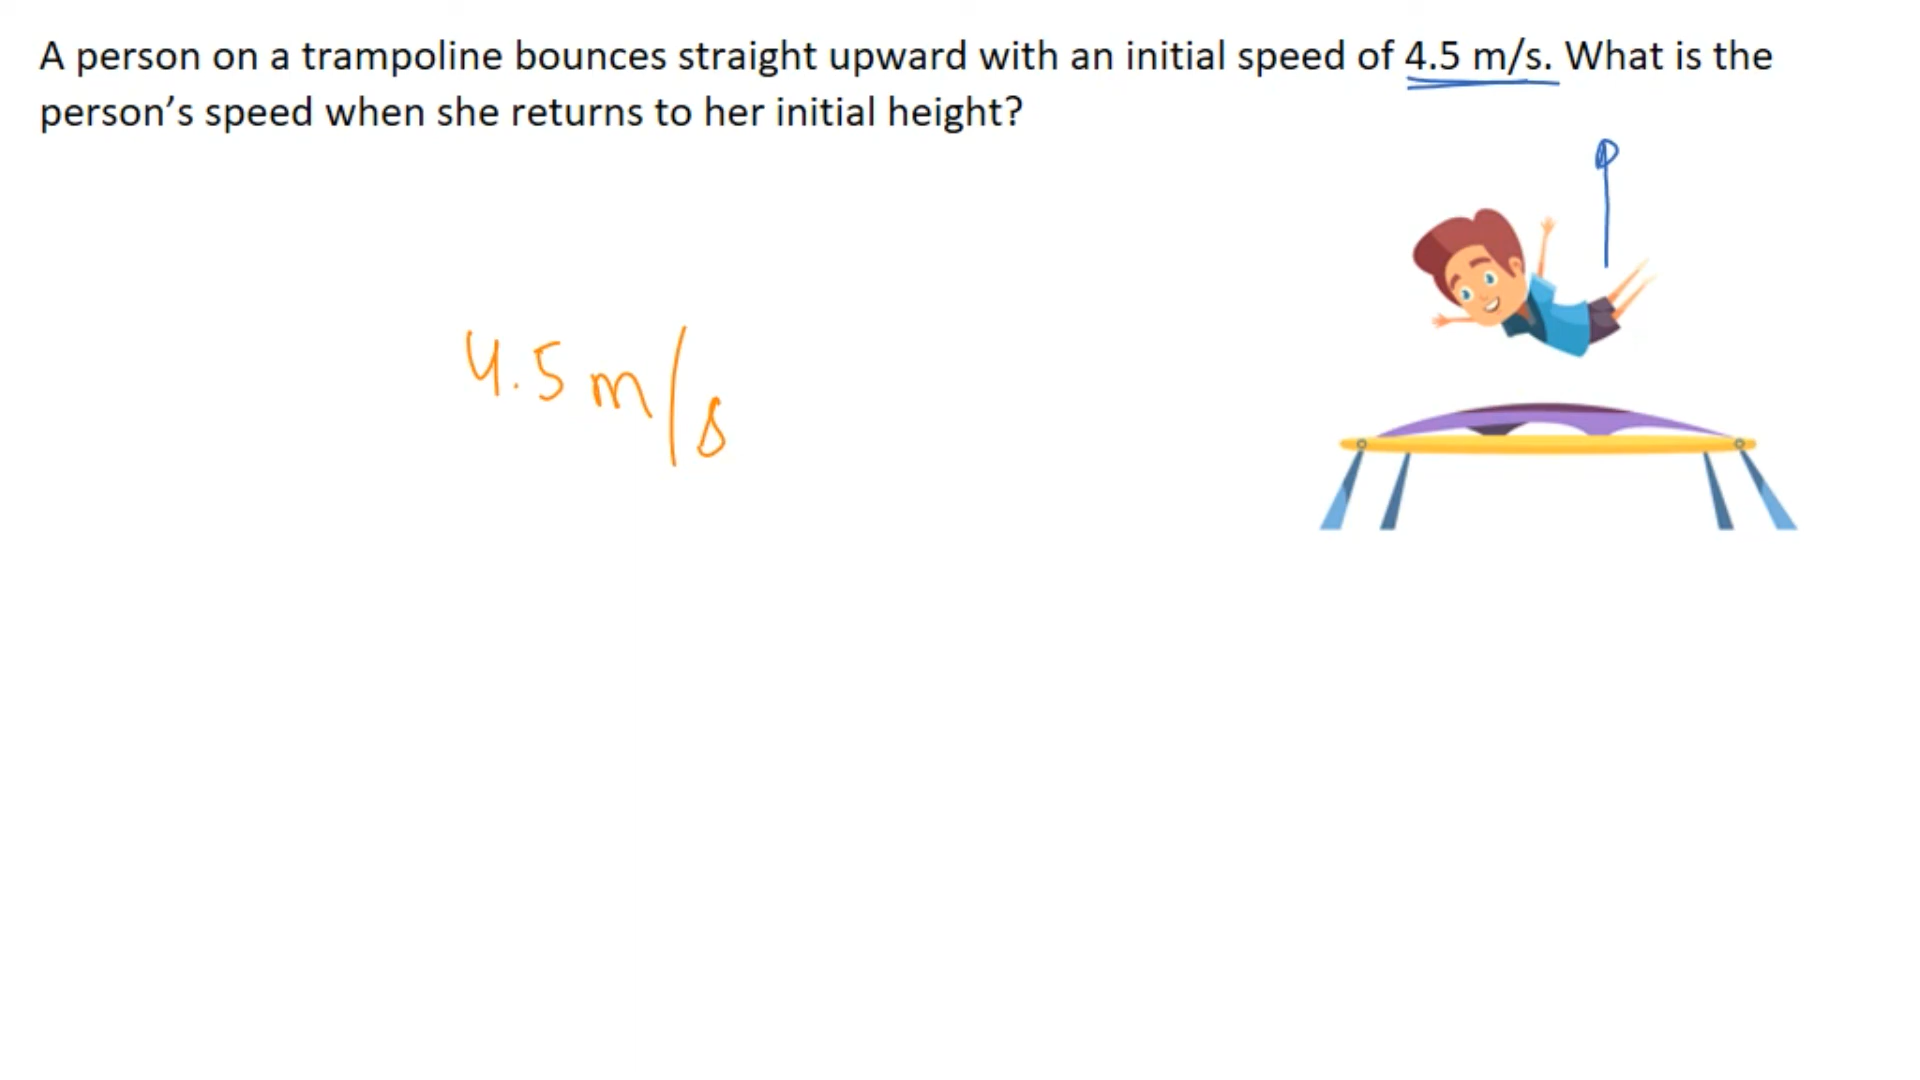 A person on a trampoline bounces straight upward with an initial speed of 4.5 m/s. What is the
person’s speed when she returns to her initial height?
4.5 m/s